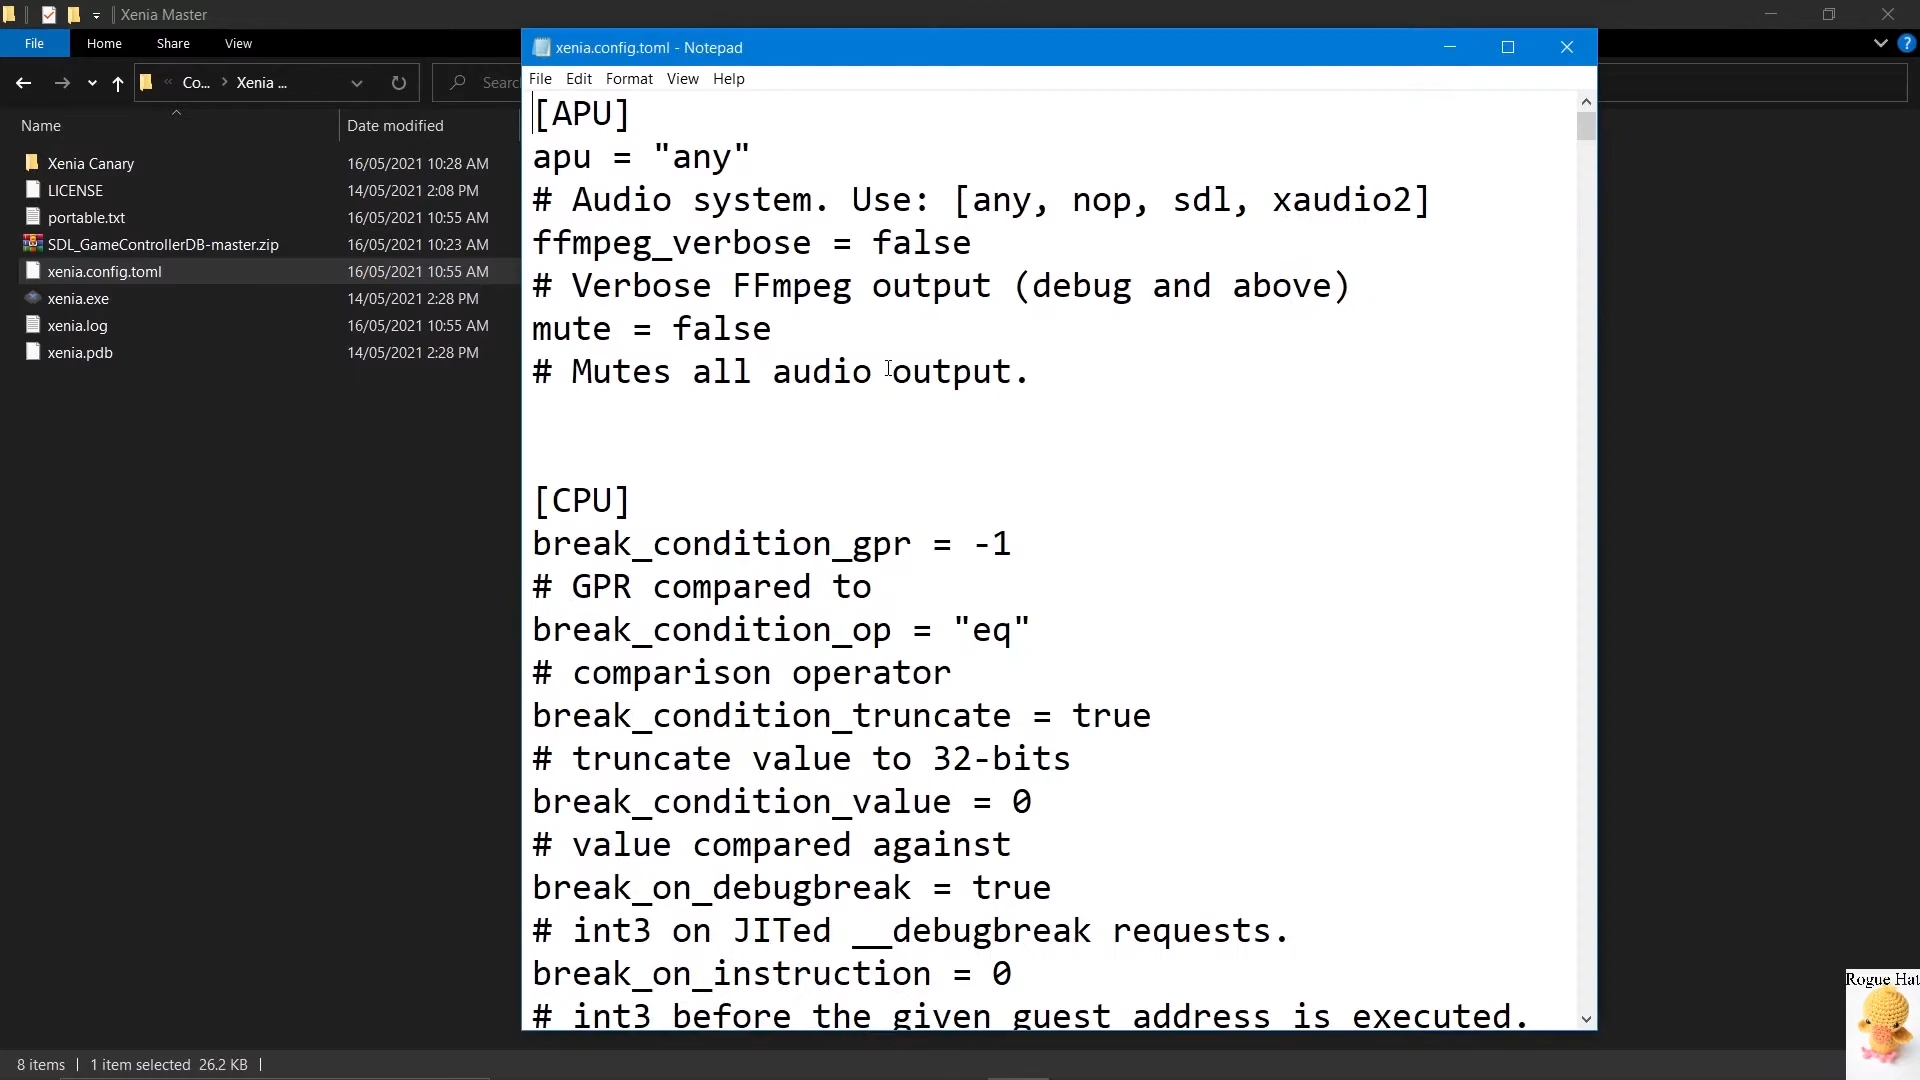 Xenia Master
File Home Share View
Co... Xenia ...
Searc
Name Date modified
Xenia Canary 16/05/2021 10:28 AM
LICENSE 14/05/2021 2:08 PM
portable.txt 16/05/2021 10:55 AM
SDL_GameControllerDB-master.zip 16/05/2021 10:23 AM
xenia.config.toml 16/05/2021 10:55 AM
xenia.exe 14/05/2021 2:28 PM
xenia.log 16/05/2021 10:55 AM
xenia.pdb 14/05/2021 2:28 PM
8 items 1 item selected 26.2 KB
xenia.config.toml - Notepad
File Edit Format View Help
[APU]
apu = "any"
# Audio system. Use: [any, nop, sdl, xaudio2]
ffmpeg_verbose = false
# Verbose FFmpeg output (debug and above)
mute = false
# Mutes all audio output.
[CPU]
break_condition_gpr = -1
# GPR compared to
break_condition_op = "eq"
# comparison operator
break_condition_truncate = true
# truncate value to 32-bits
break_condition_value = 0
# value compared against
break_on_debugbreak = true
# int3 on JITed __debugbreak requests.
break_on_instruction = 0
# int3 before the given guest address is executed.
Rogue Hat